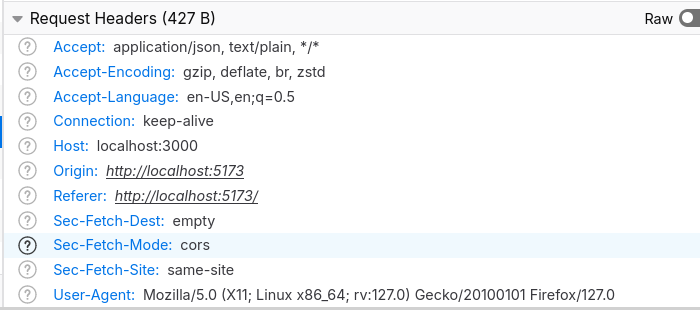 Request Headers (427 B) Raw
Accept: application/json, text/plain, */*
Accept-Encoding: gzip, deflate, br, zstd
Accept-Language: en-US,en;q=0.5
Connection: keep-alive
Host: localhost:3000
Origin: http://localhost:5173
Referer: http://localhost:5173/
Sec-Fetch-Dest: empty
Sec-Fetch-Mode: cors
Sec-Fetch-Site: same-site
User-Agent: Mozilla/5.0 (X11; Linux x86_64; rv:127.0) Gecko/20100101 Firefox/127.0